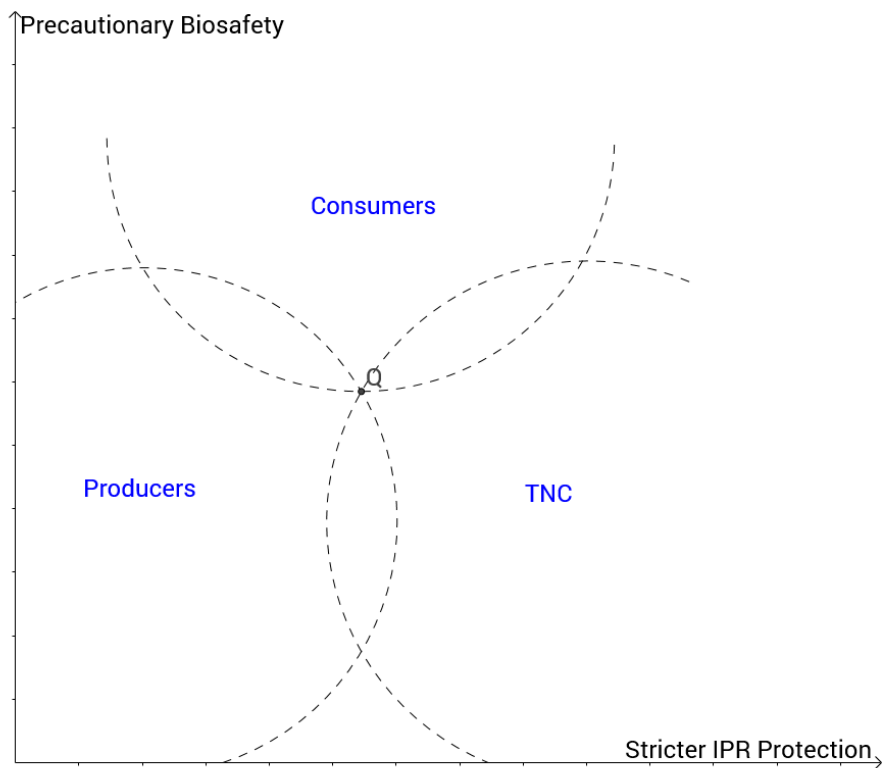 Precautionary Biosafety
Consumers
Q
Producers
TNC
Stricter IPR Protection